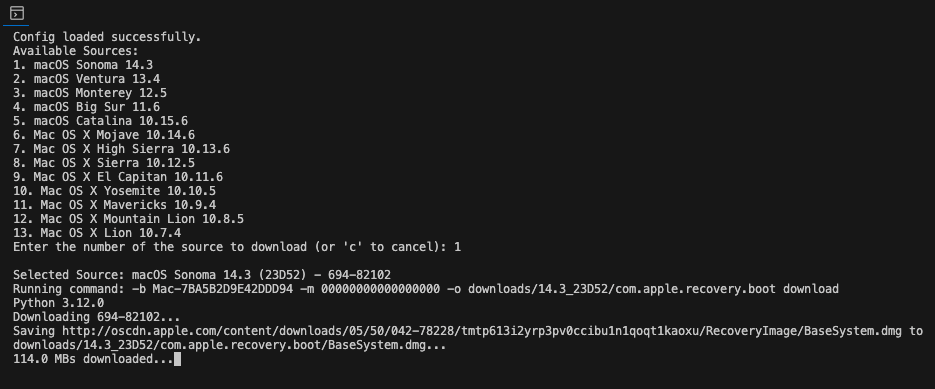 Config loaded successfully.
Available Sources:
1. macOS Sonoma 14.3
2. macOS Ventura 13.4
3. macOS Monterey 12.5
4. macOS Big Sur 11.6
5. macOS Catalina 10.15.6
6. Mac OS X Mojave 10.14.6
7. Mac OS X High Sierra 10.13.6
8. Mac OS X Sierra 10.12.5
9. Mac OS X El Capitan 10.11.6
10. Mac OS X Yosemite 10.10.5
11. Mac OS X Mavericks 10.9.4
12. Mac OS X Mountain Lion 10.8.5
13. Mac OS X Lion 10.7.4
Enter the number of the source to download (or 'c' to cancel): 1
Selected Source: macOS Sonoma 14.3 (23D52) - 694-82102
Running command: -b Mac-7BA5B2D9E42DDD94 -m 00000000000000000 -o downloads/14.3_23D52/com.apple.recovery.boot download
Python 3.12.0
Downloading 694-82102...
Saving http://oscdn.apple.com/content/downloads/05/50/042-78228/tmtp613i2yrp3pv0ccibu1n1qoqt1kaoxu/RecoveryImage/BaseSystem.dmg to
downloads/14.3_23D52/com.apple.recovery.boot/BaseSystem.dmg...
114.0 MBs downloaded...